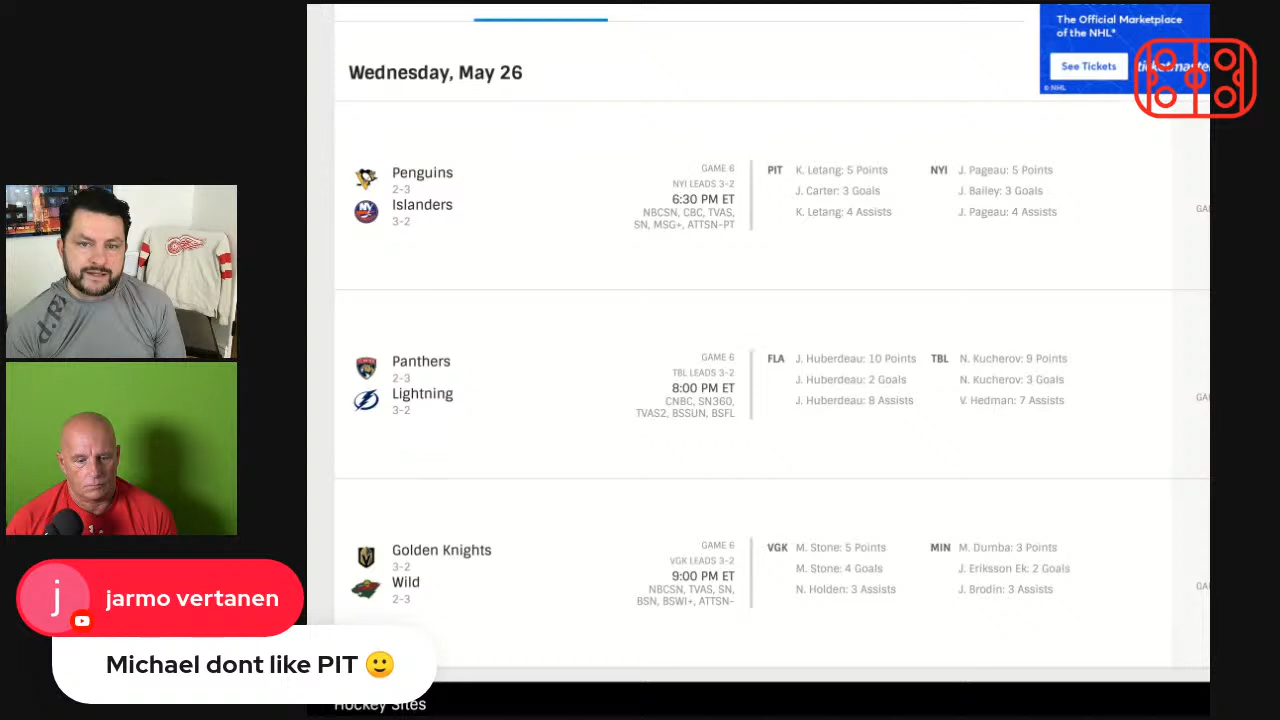 The Official Marketplace
of the NHL®
See Tickets
ticketmaster
© NHL
Wednesday, May 26
Penguins
2-3
Islanders
3-2
GAME 6
NYI LEADS 3-2
6:30 PM ET
NBCSN, CBC, TVAS,
SN, MSG+, ATTSN-PT
PIT K. Letang: 5 Points
J. Carter: 3 Goals
K. Letang: 4 Assists
NYI J. Pageau: 5 Points
J. Bailey: 3 Goals
J. Pageau: 4 Assists
Panthers
2-3
Lightning
3-2
GAME 6
TBL LEADS 3-2
8:00 PM ET
CNBC, SN360,
TVAS2, BSSUN, BSFL
FLA J. Huberdeau: 10 Points
J. Huberdeau: 2 Goals
J. Huberdeau: 8 Assists
TBL N. Kucherov: 9 Points
N. Kucherov: 3 Goals
V. Hedman: 7 Assists
Golden Knights
3-2
Wild
2-3
GAME 6
VGK LEADS 3-2
9:00 PM ET
NBCSN, TVAS, SN,
BSN, BSWI+, ATTSN-
VGK M. Stone: 5 Points
M. Stone: 4 Goals
N. Holden: 3 Assists
MIN M. Dumba: 3 Points
J. Eriksson Ek: 2 Goals
J. Brodin: 3 Assists
j
jarmo vertanen
Michael dont like PIT 🙂
Hockey Sites